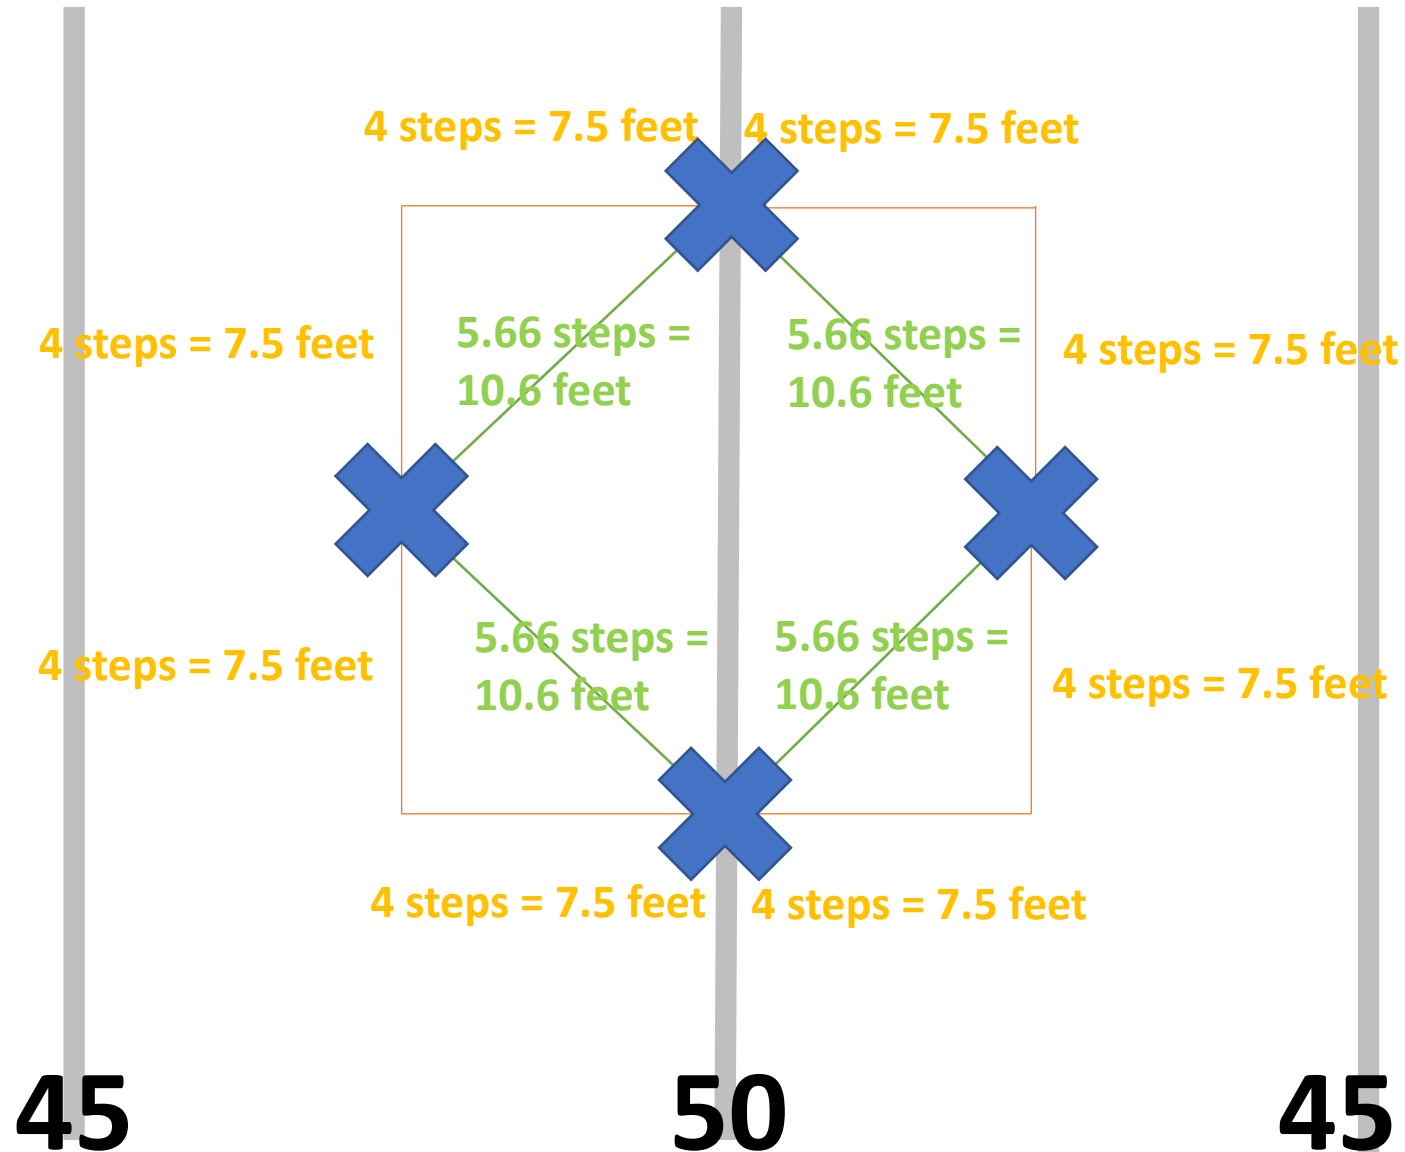 4 steps = 7.5 feet
4 steps = 7.5 feet
5.66 steps =
10.6 feet
5.66 steps =
10.6 feet
4 steps = 7.5 feet
4 steps = 7.5 feet
5.66 steps =
10.6 feet
5.66 steps =
10.6 feet
4 steps = 7.5 feet
4 steps = 7.5 feet
4 steps = 7.5 feet
4 steps = 7.5 feet
45
50
45